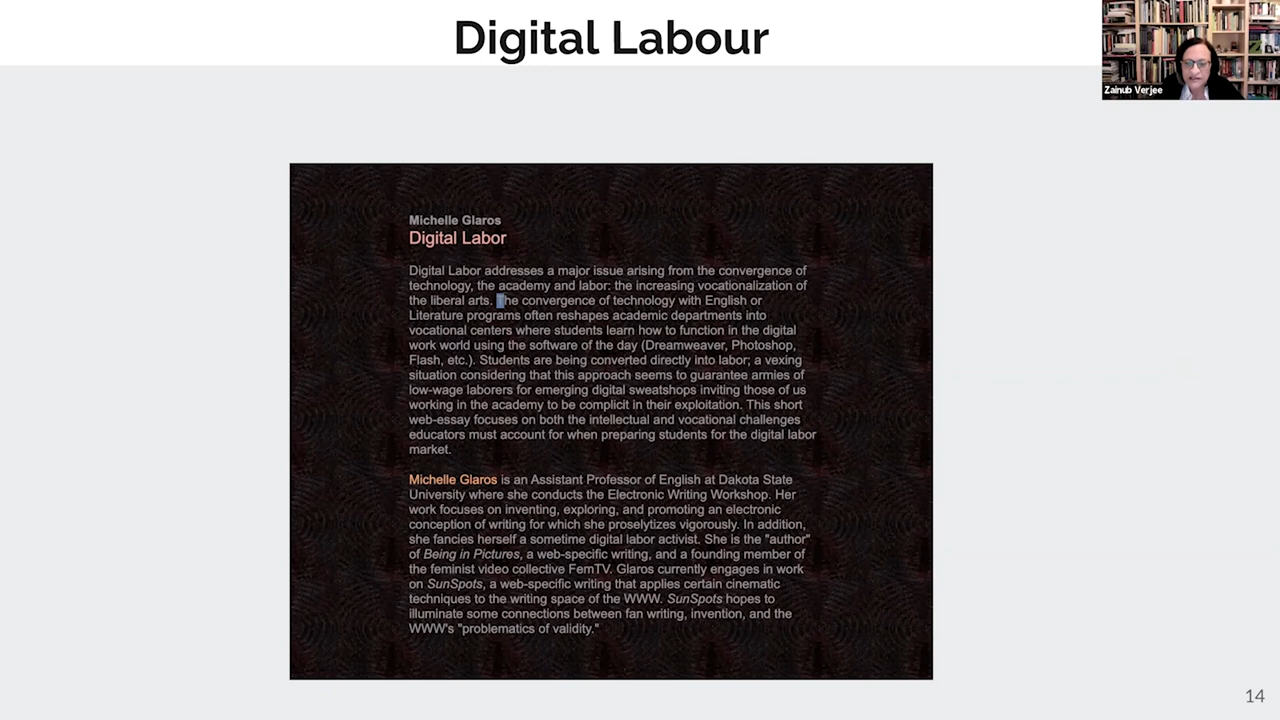 Digital Labour
Zainub Verjee
Michelle Glaros
Digital Labor
Digital Labor addresses a major issue arising from the convergence of
technology, the academy and labor: the increasing vocationalization of
the liberal arts. The convergence of technology with English or
Literature programs often reshapes academic departments into
vocational centers where students learn how to function in the digital
work world using the software of the day (Dreamweaver, Photoshop,
Flash, etc.). Students are being converted directly into labor; a vexing
situation considering that this approach seems to guarantee armies of
low-wage laborers for emerging digital sweatshops inviting those of us
working in the academy to be complicit in their exploitation. This short
web-essay focuses on both the intellectual and vocational challenges
educators must account for when preparing students for the digital labor
market.
Michelle Glaros is an Assistant Professor of English at Dakota State
University where she conducts the Electronic Writing Workshop. Her
work focuses on inventing, exploring, and promoting an electronic
conception of writing for which she proselytizes vigorously. In addition,
she fancies herself a sometime digital labor activist. She is the "author"
of Being in Pictures, a web-specific writing, and a founding member of
the feminist video collective FemTV. Glaros currently engages in work
on SunSpots, a web-specific writing that applies certain cinematic
techniques to the writing space of the WWW. SunSpots hopes to
illuminate some connections between fan writing, invention, and the
WWW's "problematics of validity."
14